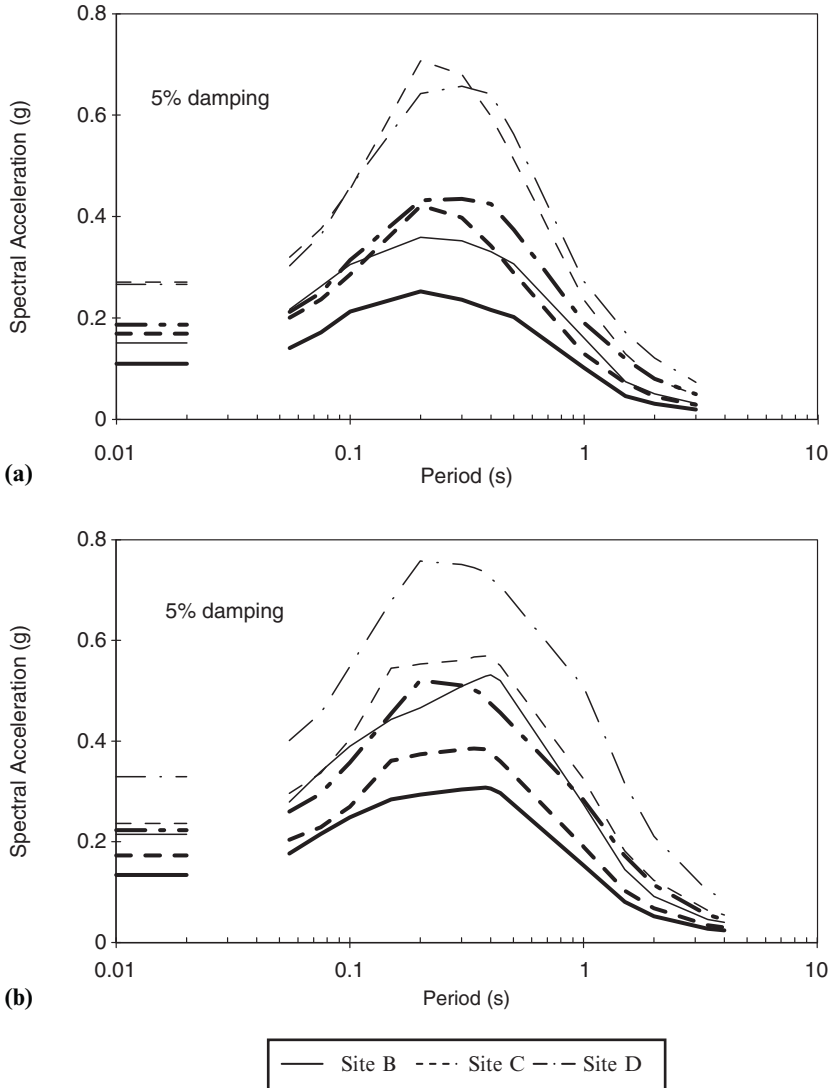 0.8
0.6
0.4
0.2
0
5% damping
Spectral Acceleration (g)
0.01
0.1
1
10
Period (s)
(a)
0.8
0.6
0.4
0.2
0
5% damping
Spectral Acceleration (g)
0.01
0.1
1
10
Period (s)
(b)
Site B Site C Site D